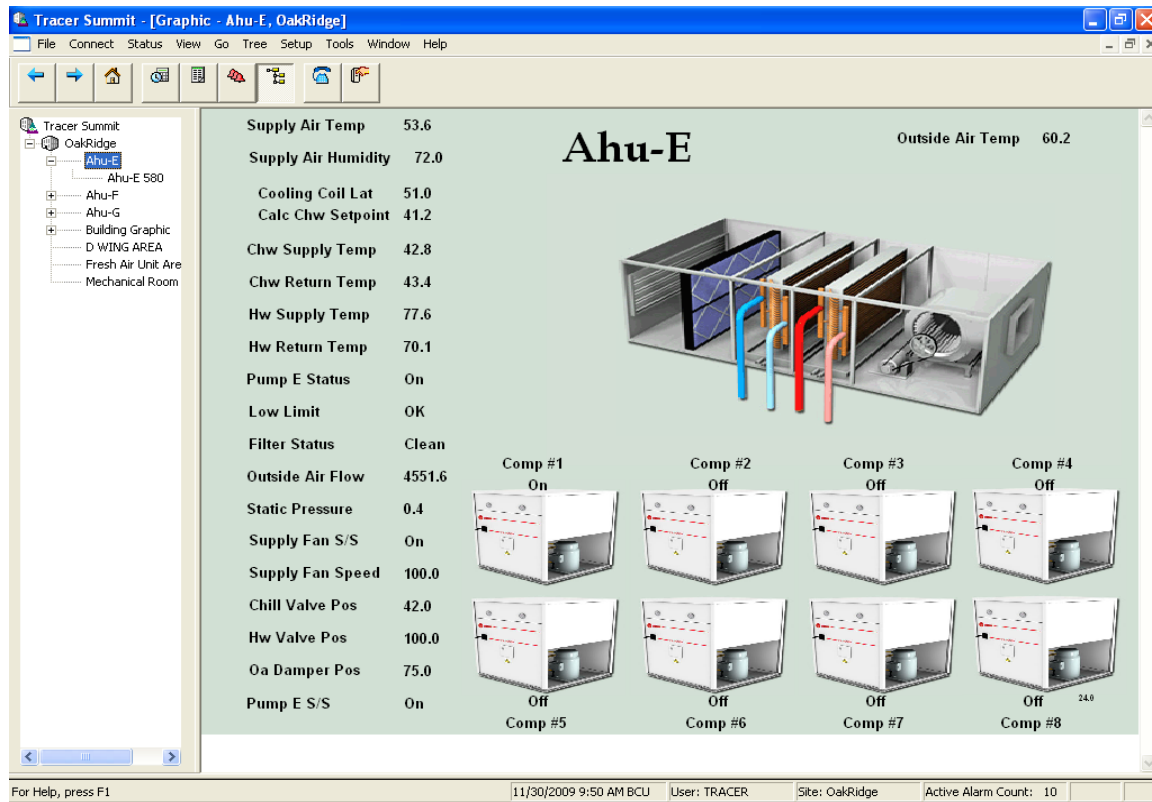 Tracer Summit - [Graphic - Ahu-E, OakRidge]
File Connect Status View Go Tree Setup Tools Window Help
Tracer Summit
OakRidge
Ahu-E
Ahu-E 580
Ahu-F
Ahu-G
Building Graphic
D WING AREA
Fresh Air Unit Are
Mechanical Room
Ahu-E
Outside Air Temp 60.2
Supply Air Temp 53.6
Supply Air Humidity 72.0
Cooling Coil Lat 51.0
Calc Chw Setpoint 41.2
Chw Supply Temp 42.8
Chw Return Temp 43.4
Hw Supply Temp 77.6
Hw Return Temp 70.1
Pump E Status On
Low Limit OK
Filter Status Clean
Outside Air Flow 4551.6
Static Pressure 0.4
Supply Fan S/S On
Supply Fan Speed 100.0
Chill Valve Pos 42.0
Hw Valve Pos 100.0
Oa Damper Pos 75.0
Pump E S/S On
Comp #1 Comp #2 Comp #3 Comp #4
On Off Off Off
Off Off Off Off 24.0
Comp #5 Comp #6 Comp #7 Comp #8
For Help, press F1 11/30/2009 9:50 AM BCU User: TRACER Site: OakRidge Active Alarm Count: 10